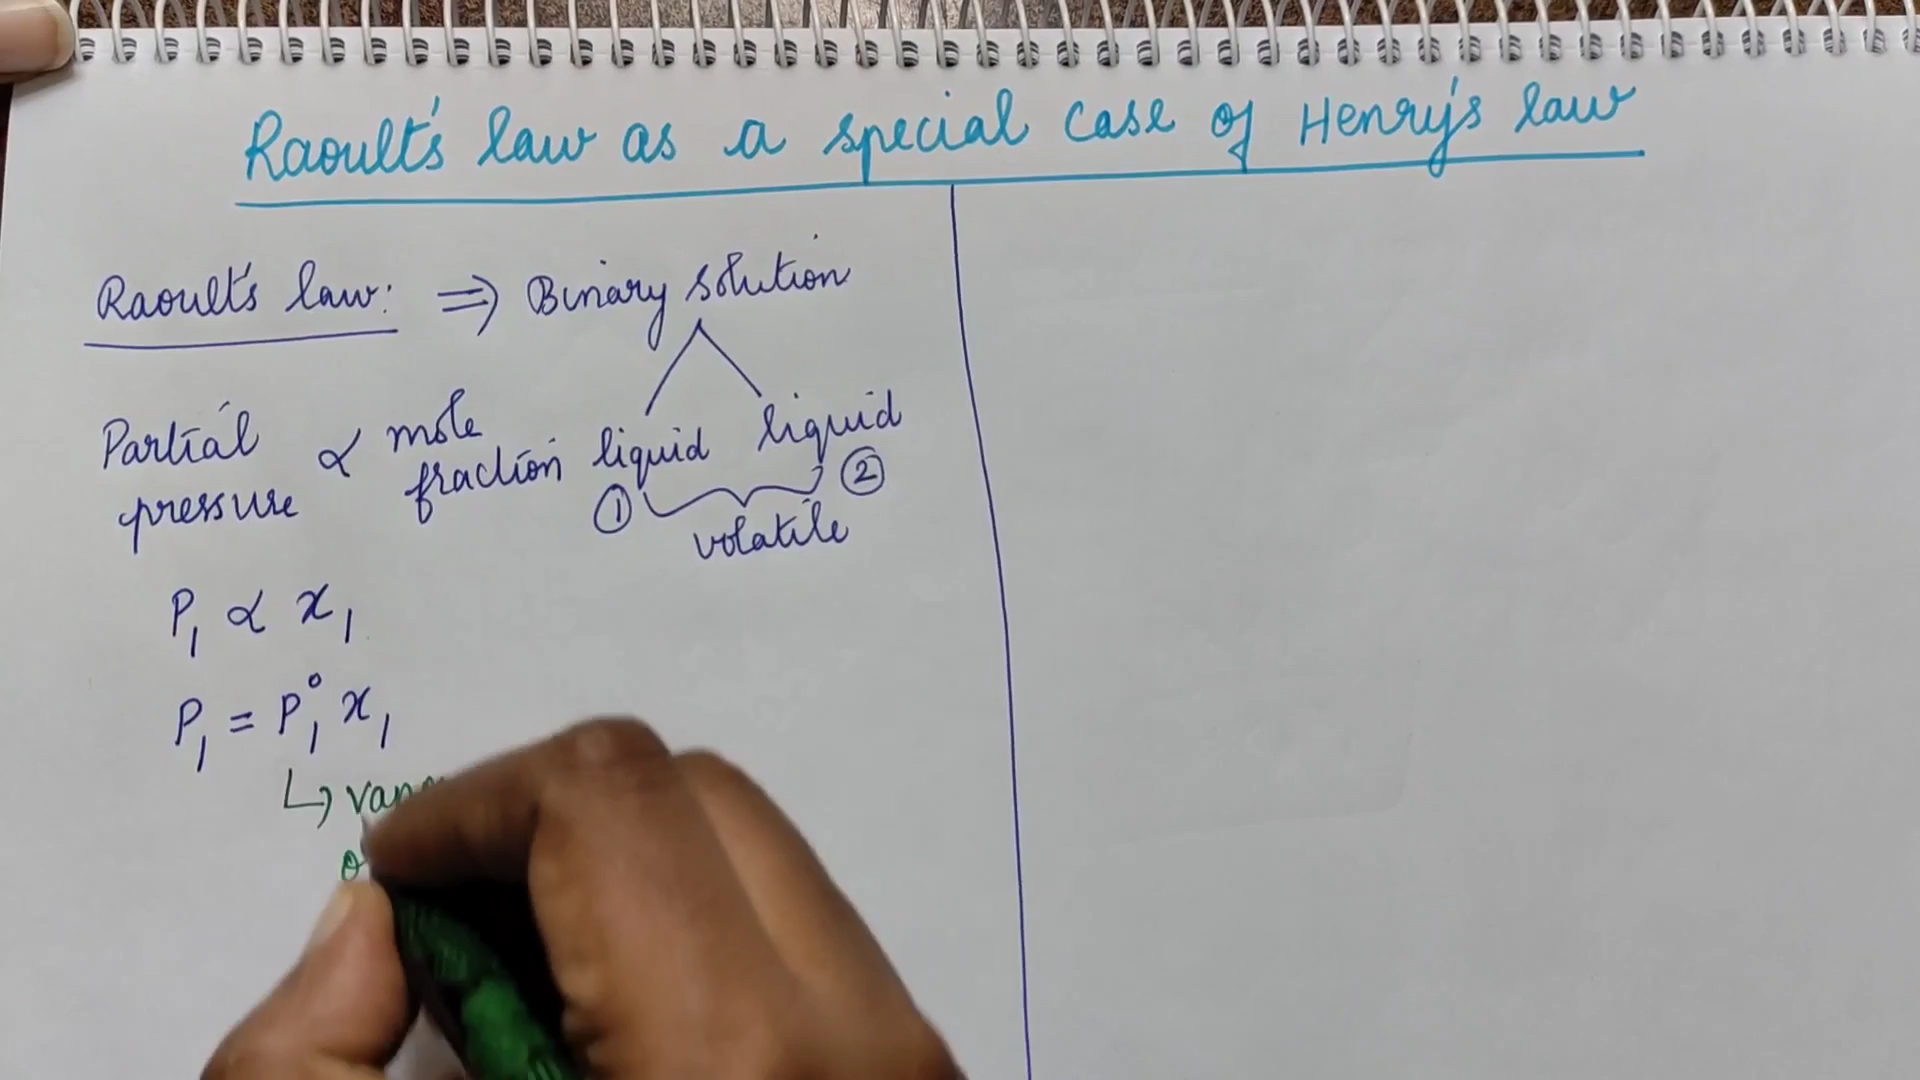 Raoult's law as a special case of Henry's law
Raoult's law: ⇒ Binary solution
Partial pressure ∝ mole fraction
liquid ① liquid ②
volatile
P₁ ∝ x₁
P₁ = P₁° x₁